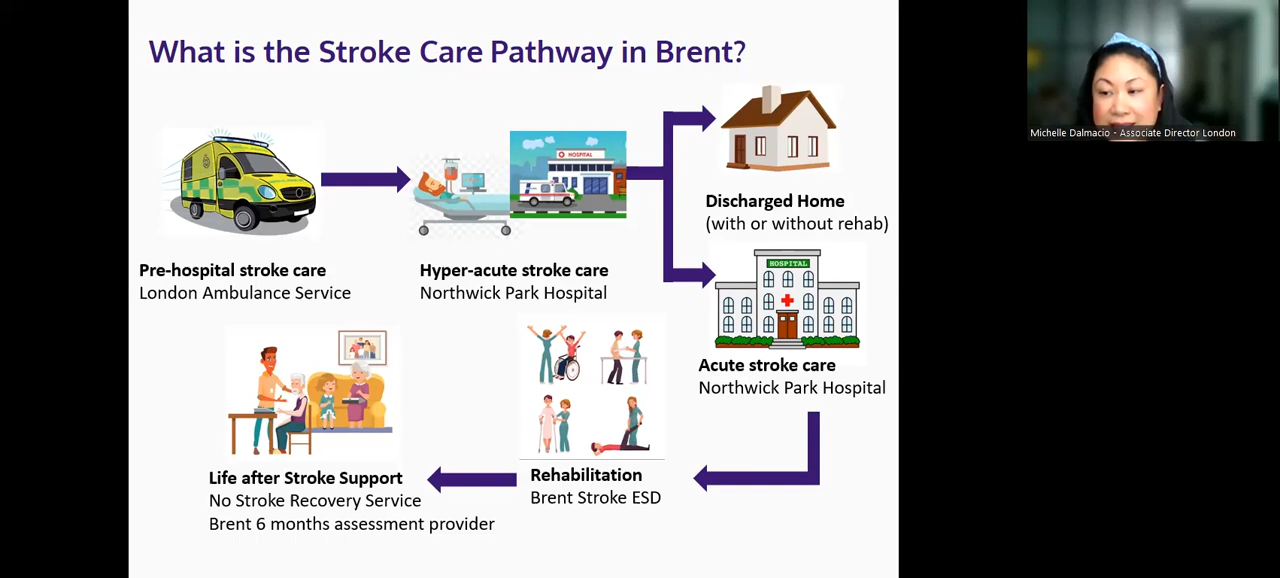 What is the Stroke Care Pathway in Brent?
Michelle Dalmacio - Associate Director London
HOSPITAL
Discharged Home
(with or without rehab)
Pre-hospital stroke care
London Ambulance Service
Hyper-acute stroke care
Northwick Park Hospital
HOSPITAL
Acute stroke care
Northwick Park Hospital
Life after Stroke Support
No Stroke Recovery Service
Brent 6 months assessment provider
Rehabilitation
Brent Stroke ESD